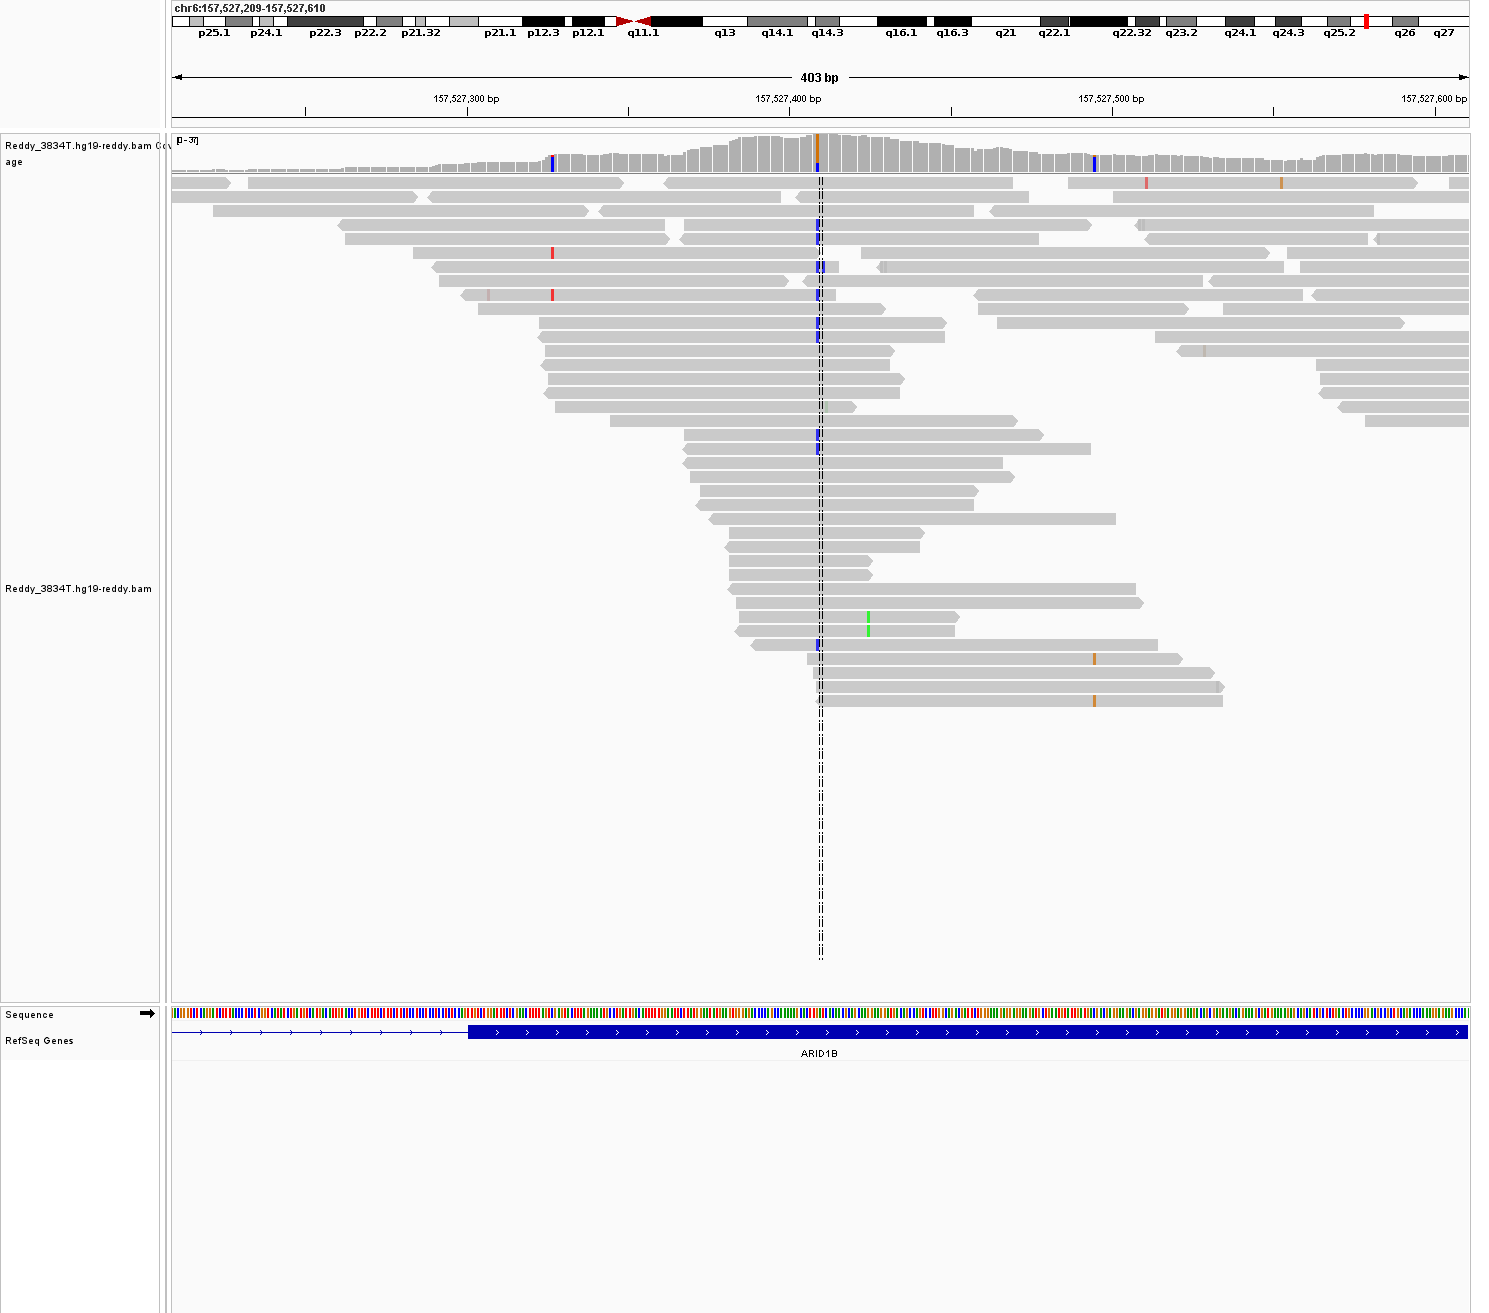 chr6:157,527,209-157,527,610
p25.1 p24.1 p22.3 p22.2 p21.32 p21.1 p12.3 p12.1 q11.1 q13 q14.1 q14.3 q16.1 q16.3 q21 q22.1 q22.32 q23.2 q24.1 q24.3 q25.2 q26 q27
403 bp
157,527,300 bp 157,527,400 bp 157,527,500 bp 157,527,600 bp
[0-37]
Reddy_3834T.hg19-reddy.bam Cov
age
Reddy_3834T.hg19-reddy.bam
Sequence
RefSeq Genes
ARID1B